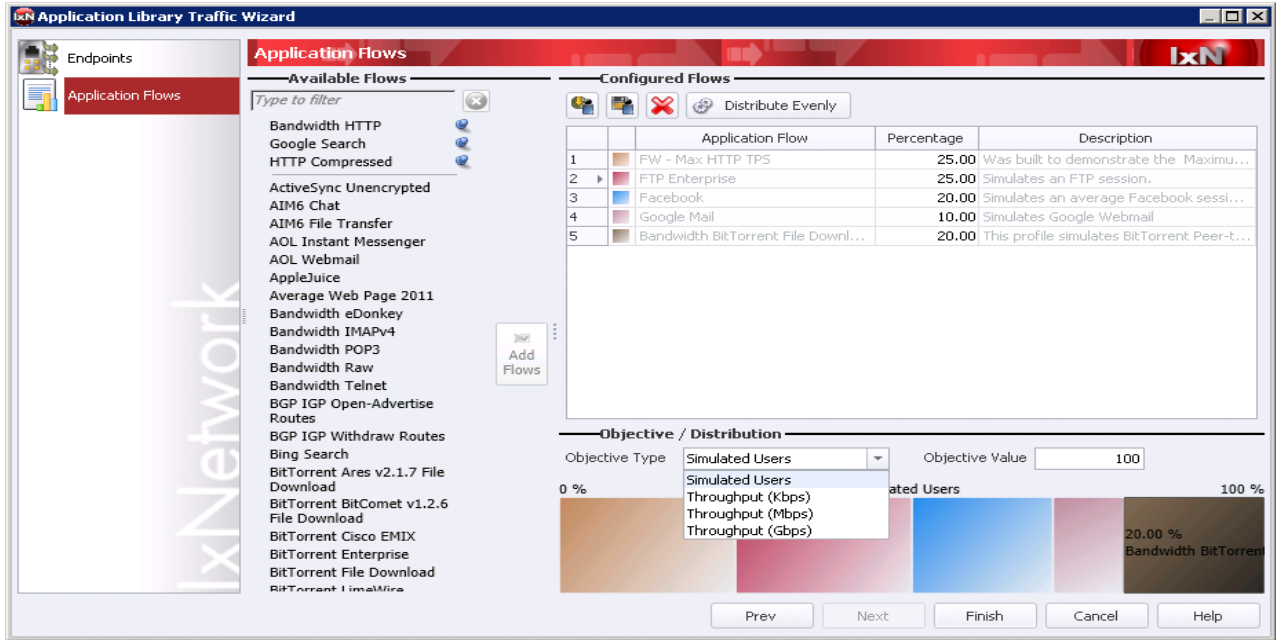 IxN Application Library Traffic Wizard
Endpoints
Application Flows
IxNetwork
Application Flows
IxN
Available Flows
Type to filter
Bandwidth HTTP
Google Search
HTTP Compressed
ActiveSync Unencrypted
AIM6 Chat
AIM6 File Transfer
AOL Instant Messenger
AOL Webmail
AppleJuice
Average Web Page 2011
Bandwidth eDonkey
Bandwidth IMAPv4
Bandwidth POP3
Bandwidth Raw
Bandwidth Telnet
BGP IGP Open-Advertise
Routes
BGP IGP Withdraw Routes
Bing Search
BitTorrent Ares v2.1.7 File
Download
BitTorrent BitComet v1.2.6
File Download
BitTorrent Cisco EMIX
BitTorrent Enterprise
BitTorrent File Download
BitTorrent LimeWire
Add
Flows
Configured Flows
Distribute Evenly
Application Flow Percentage Description
1 FW - Max HTTP TPS 25.00 Was built to demonstrate the Maximu...
2 FTP Enterprise 25.00 Simulates an FTP session.
3 Facebook 20.00 Simulates an average Facebook sessi...
4 Google Mail 10.00 Simulates Google Webmail
5 Bandwidth BitTorrent File Downl... 20.00 This profile simulates BitTorrent Peer-t...
Objective / Distribution
Objective Type Simulated Users Objective Value 100
Simulated Users
Throughput (Kbps)
Throughput (Mbps)
Throughput (Gbps)
0 % ated Users 100 %
20.00 %
Bandwidth BitTorrent
Prev Next Finish Cancel Help